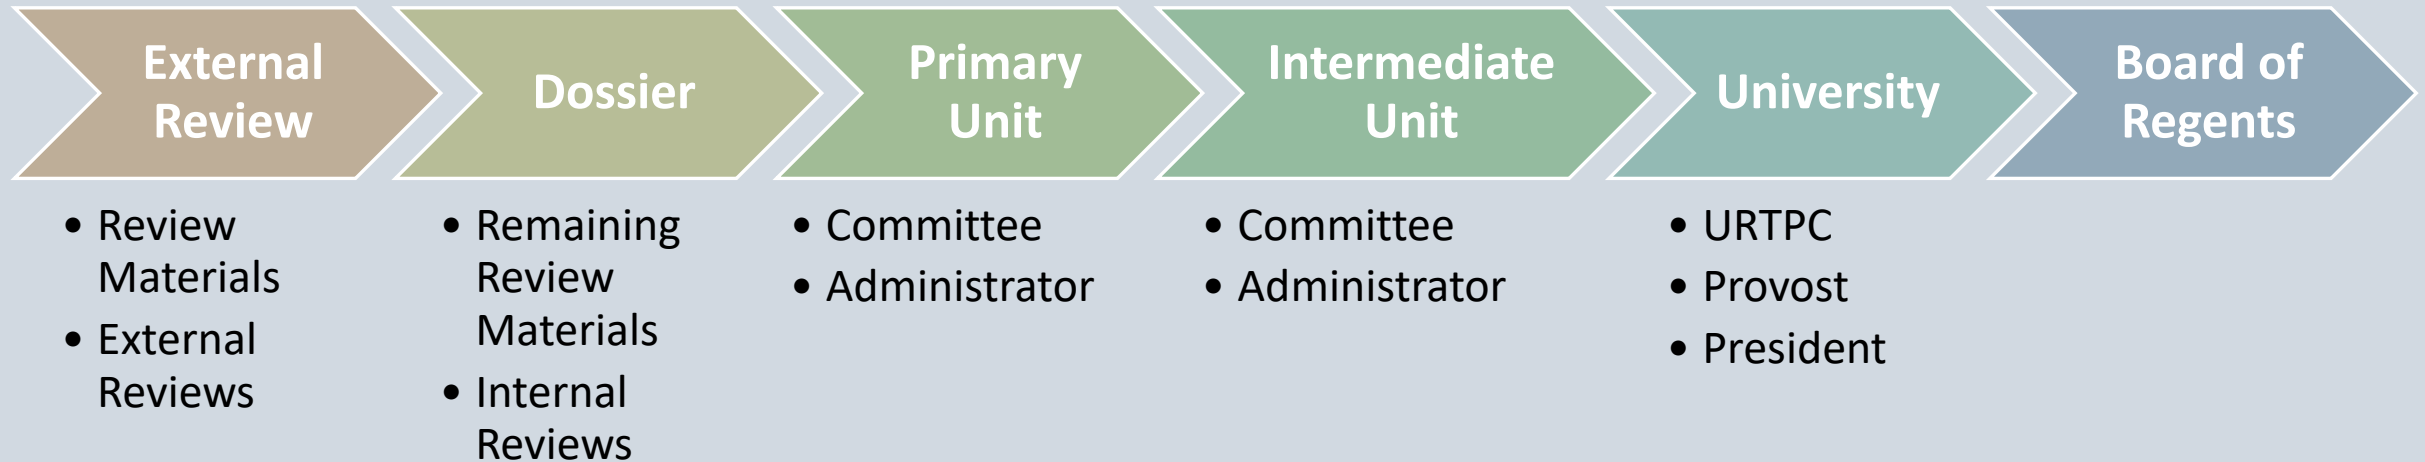 External
Review
Dossier
Primary
Unit
Intermediate
Unit
University
Board of
Regents
• Review
Materials
• External
Reviews
• Remaining
Review
Materials
• Internal
Reviews
• Committee
• Administrator
• Committee
• Administrator
• URTPC
• Provost
• President